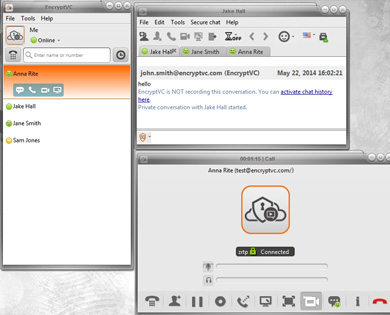 EncryptVC
File Tools Help
Me
Online
Enter name or number
Anna Rite
Jake Hall
Jane Smith
Sam Jones
Jake Hall
File Edit Tools Secure chat Help
OFF
Jake Hall Jane Smith Anna Rite
john.smith@encryptvc.com (EncryptVC) May 22, 2014 16:02:21
hello
EncryptVC is NOT recording this conversation. You can activate chat history
here.
Private conversation with Jake Hall started.
00:01:15 | Call
Anna Rite (test@encryptvc.com/)
zrtp Connected